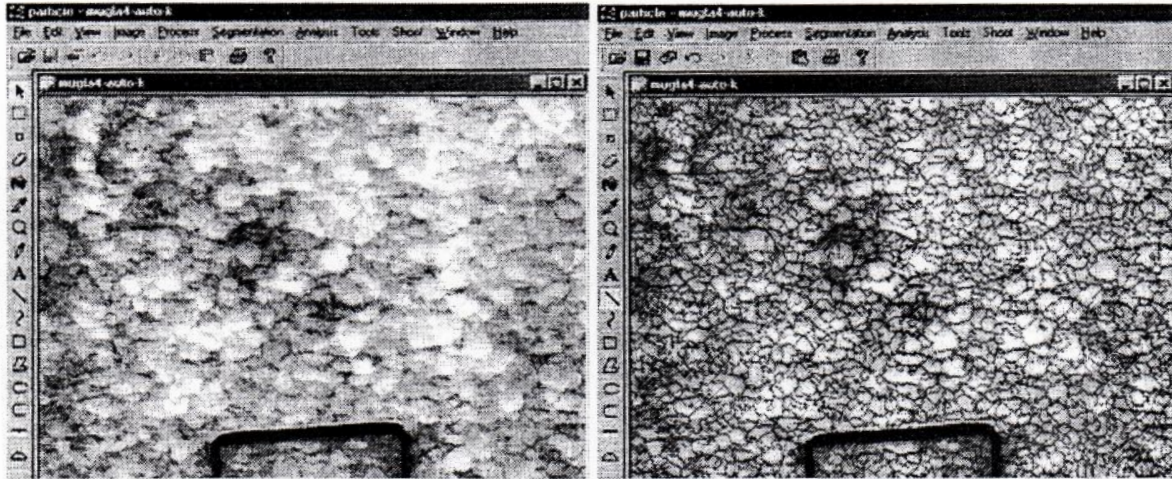 particle - mugla4-auto-k
File Edit View Image Process Segmentation Analysis Tools Shoot Window Help
mugla4-auto-k
A
particle - mugla4-auto-k
File Edit View Image Process Segmentation Analysis Tools Shoot Window Help
mugla4-auto-k
A